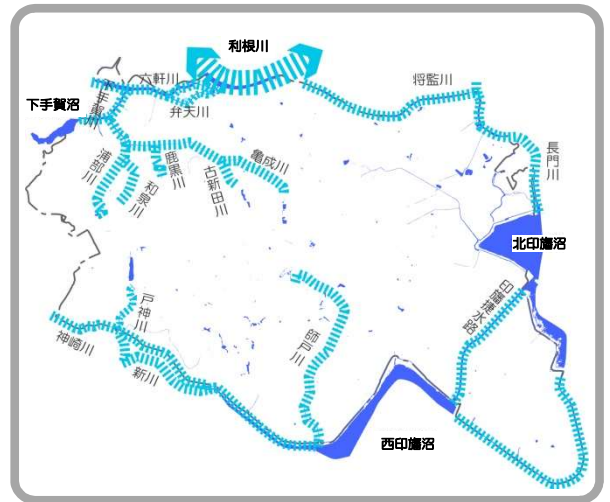 利根川
六軒川
弁天川
将監川
下手賀川
下手賀沼
長門川
浦部川
和泉川
鹿黒川
古新田川
亀成川
北印旛沼
印旛捷水路
戸神川
師戸川
神崎川
新川
西印旛沼